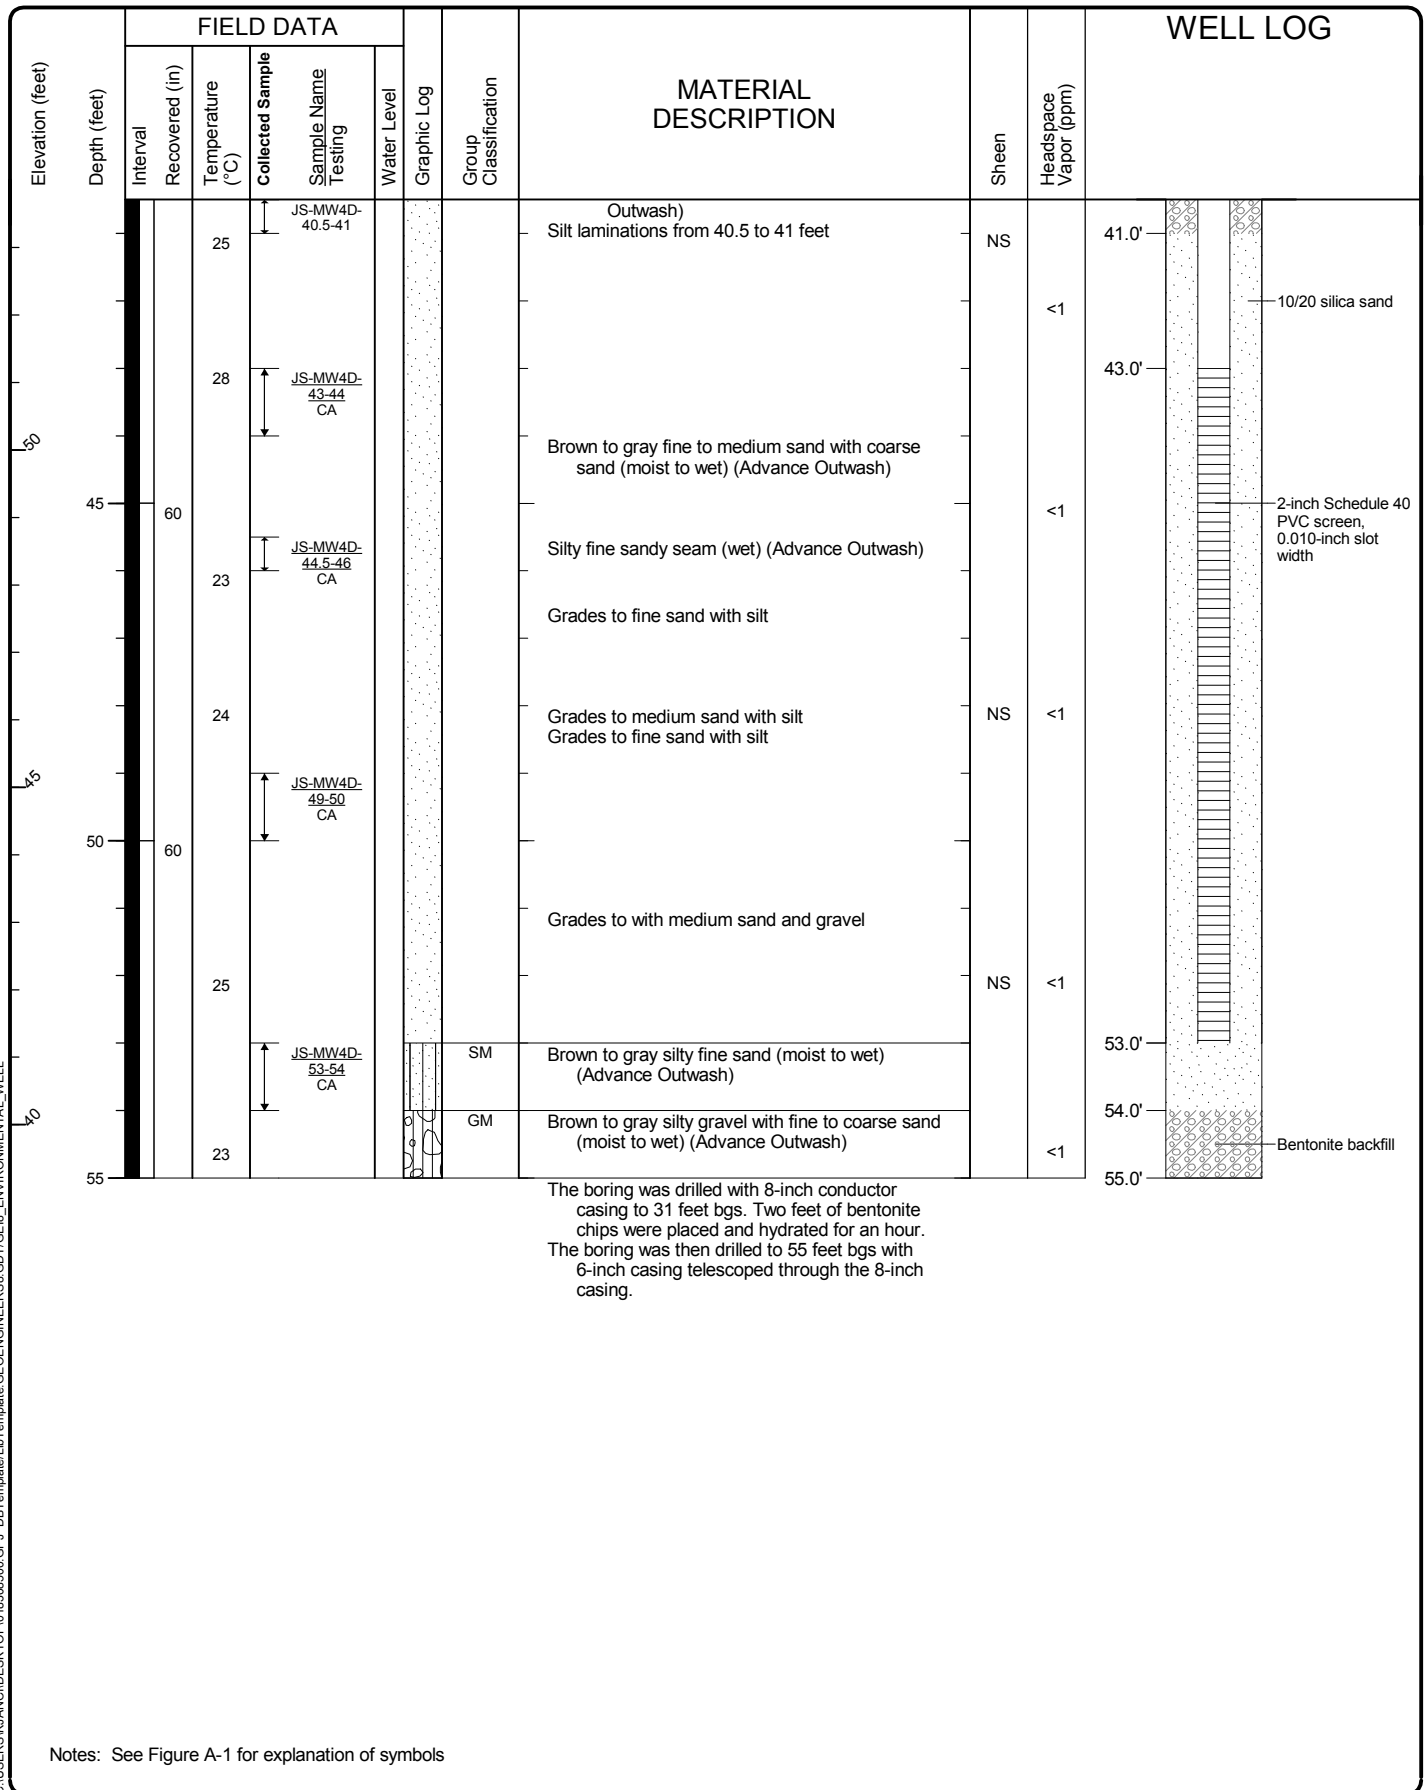 FIELD DATA
WELL LOG
Elevation (feet)
Depth (feet)
Interval
Recovered (in)
Temperature
(°C)
Collected Sample
Sample Name
Testing
Water Level
Graphic Log
Group
Classification
MATERIAL
DESCRIPTION
Sheen
Headspace
Vapor (ppm)
JS-MW4D-
40.5-41
Outwash)
Silt laminations from 40.5 to 41 feet
25
NS
41.0'
<1
10/20 silica sand
28
JS-MW4D-
43-44
CA
43.0'
50
Brown to gray fine to medium sand with coarse
sand (moist to wet) (Advance Outwash)
45
60
<1
2-inch Schedule 40
PVC screen,
0.010-inch slot
width
JS-MW4D-
44.5-46
CA
Silty fine sandy seam (wet) (Advance Outwash)
23
Grades to fine sand with silt
24
Grades to medium sand with silt
Grades to fine sand with silt
NS
<1
45
JS-MW4D-
49-50
CA
50
60
Grades to with medium sand and gravel
25
NS
<1
JS-MW4D-
53-54
CA
SM
Brown to gray silty fine sand (moist to wet)
(Advance Outwash)
53.0'
40
GM
Brown to gray silty gravel with fine to coarse sand
(moist to wet) (Advance Outwash)
54.0'
23
<1
Bentonite backfill
55
55.0'
The boring was drilled with 8-inch conductor
casing to 31 feet bgs. Two feet of bentonite
chips were placed and hydrated for an hour.
The boring was then drilled to 55 feet bgs with
6-inch casing telescoped through the 8-inch
casing.
Notes: See Figure A-1 for explanation of symbols